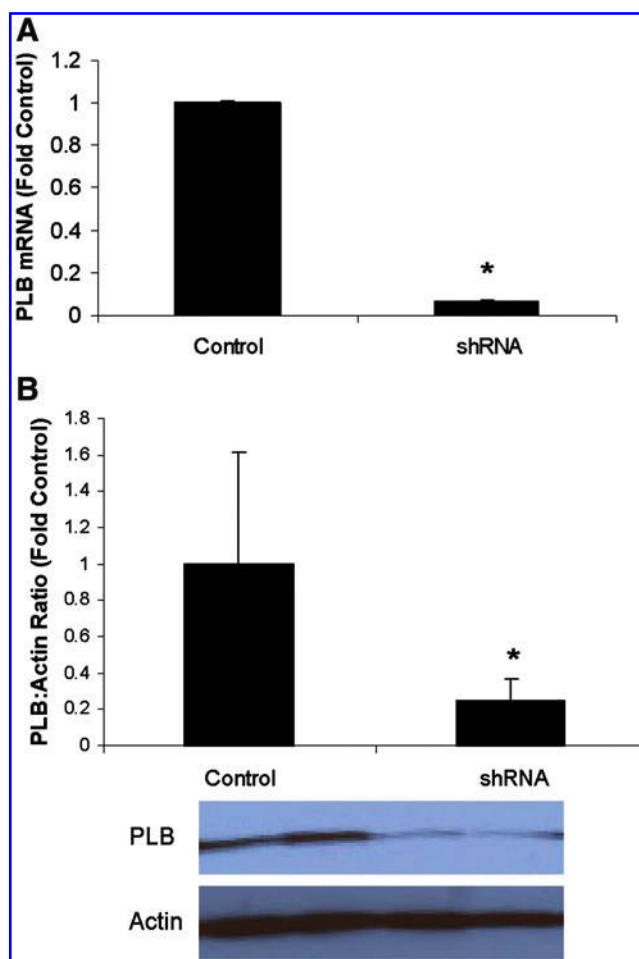 A
PLB mRNA (Fold Control)
1.2
1
0.8
0.6
0.4
0.2
0
*
Control
shRNA
B
PLB:Actin Ratio (Fold Control)
1.8
1.6
1.4
1.2
1
0.8
0.6
0.4
0.2
0
*
Control
shRNA
PLB
Actin